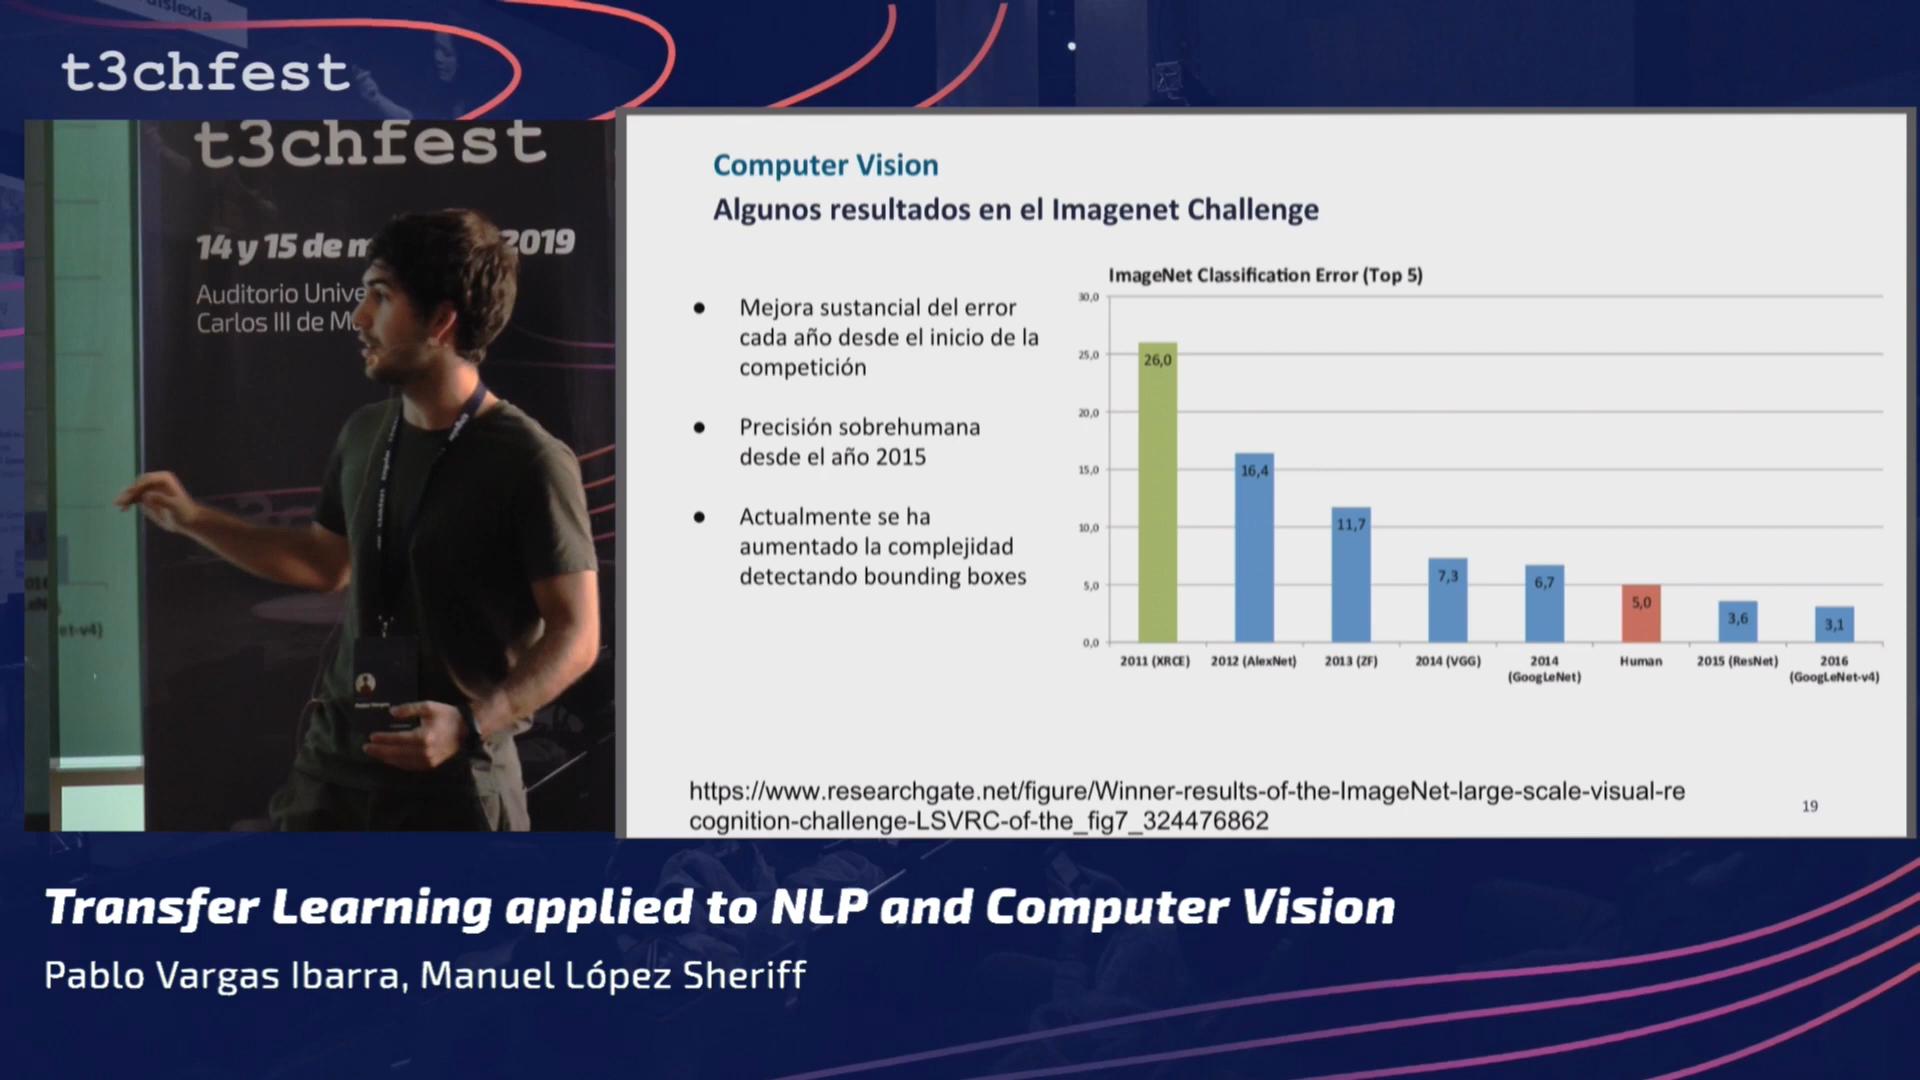 t3chfest
t3chfest
14 y 15 de m 2019
Auditorio Unive
Carlos III de M
Computer Vision
Algunos resultados en el Imagenet Challenge
● Mejora sustancial del error
cada año desde el inicio de la
competición
● Precisión sobrehumana
desde el año 2015
● Actualmente se ha
aumentado la complejidad
detectando bounding boxes
ImageNet Classification Error (Top 5)
30,0
25,0
20,0
15,0
10,0
5,0
0,0
26,0
16,4
11,7
7,3
6,7
5,0
3,6
3,1
2011 (XRCE)
2012 (AlexNet)
2013 (ZF)
2014 (VGG)
2014
(GoogLeNet)
Human
2015 (ResNet)
2016
(GoogLeNet-v4)
https://www.researchgate.net/figure/Winner-results-of-the-ImageNet-large-scale-visual-re
cognition-challenge-LSVRC-of-the_fig7_324476862
19
Transfer Learning applied to NLP and Computer Vision
Pablo Vargas Ibarra, Manuel López Sheriff